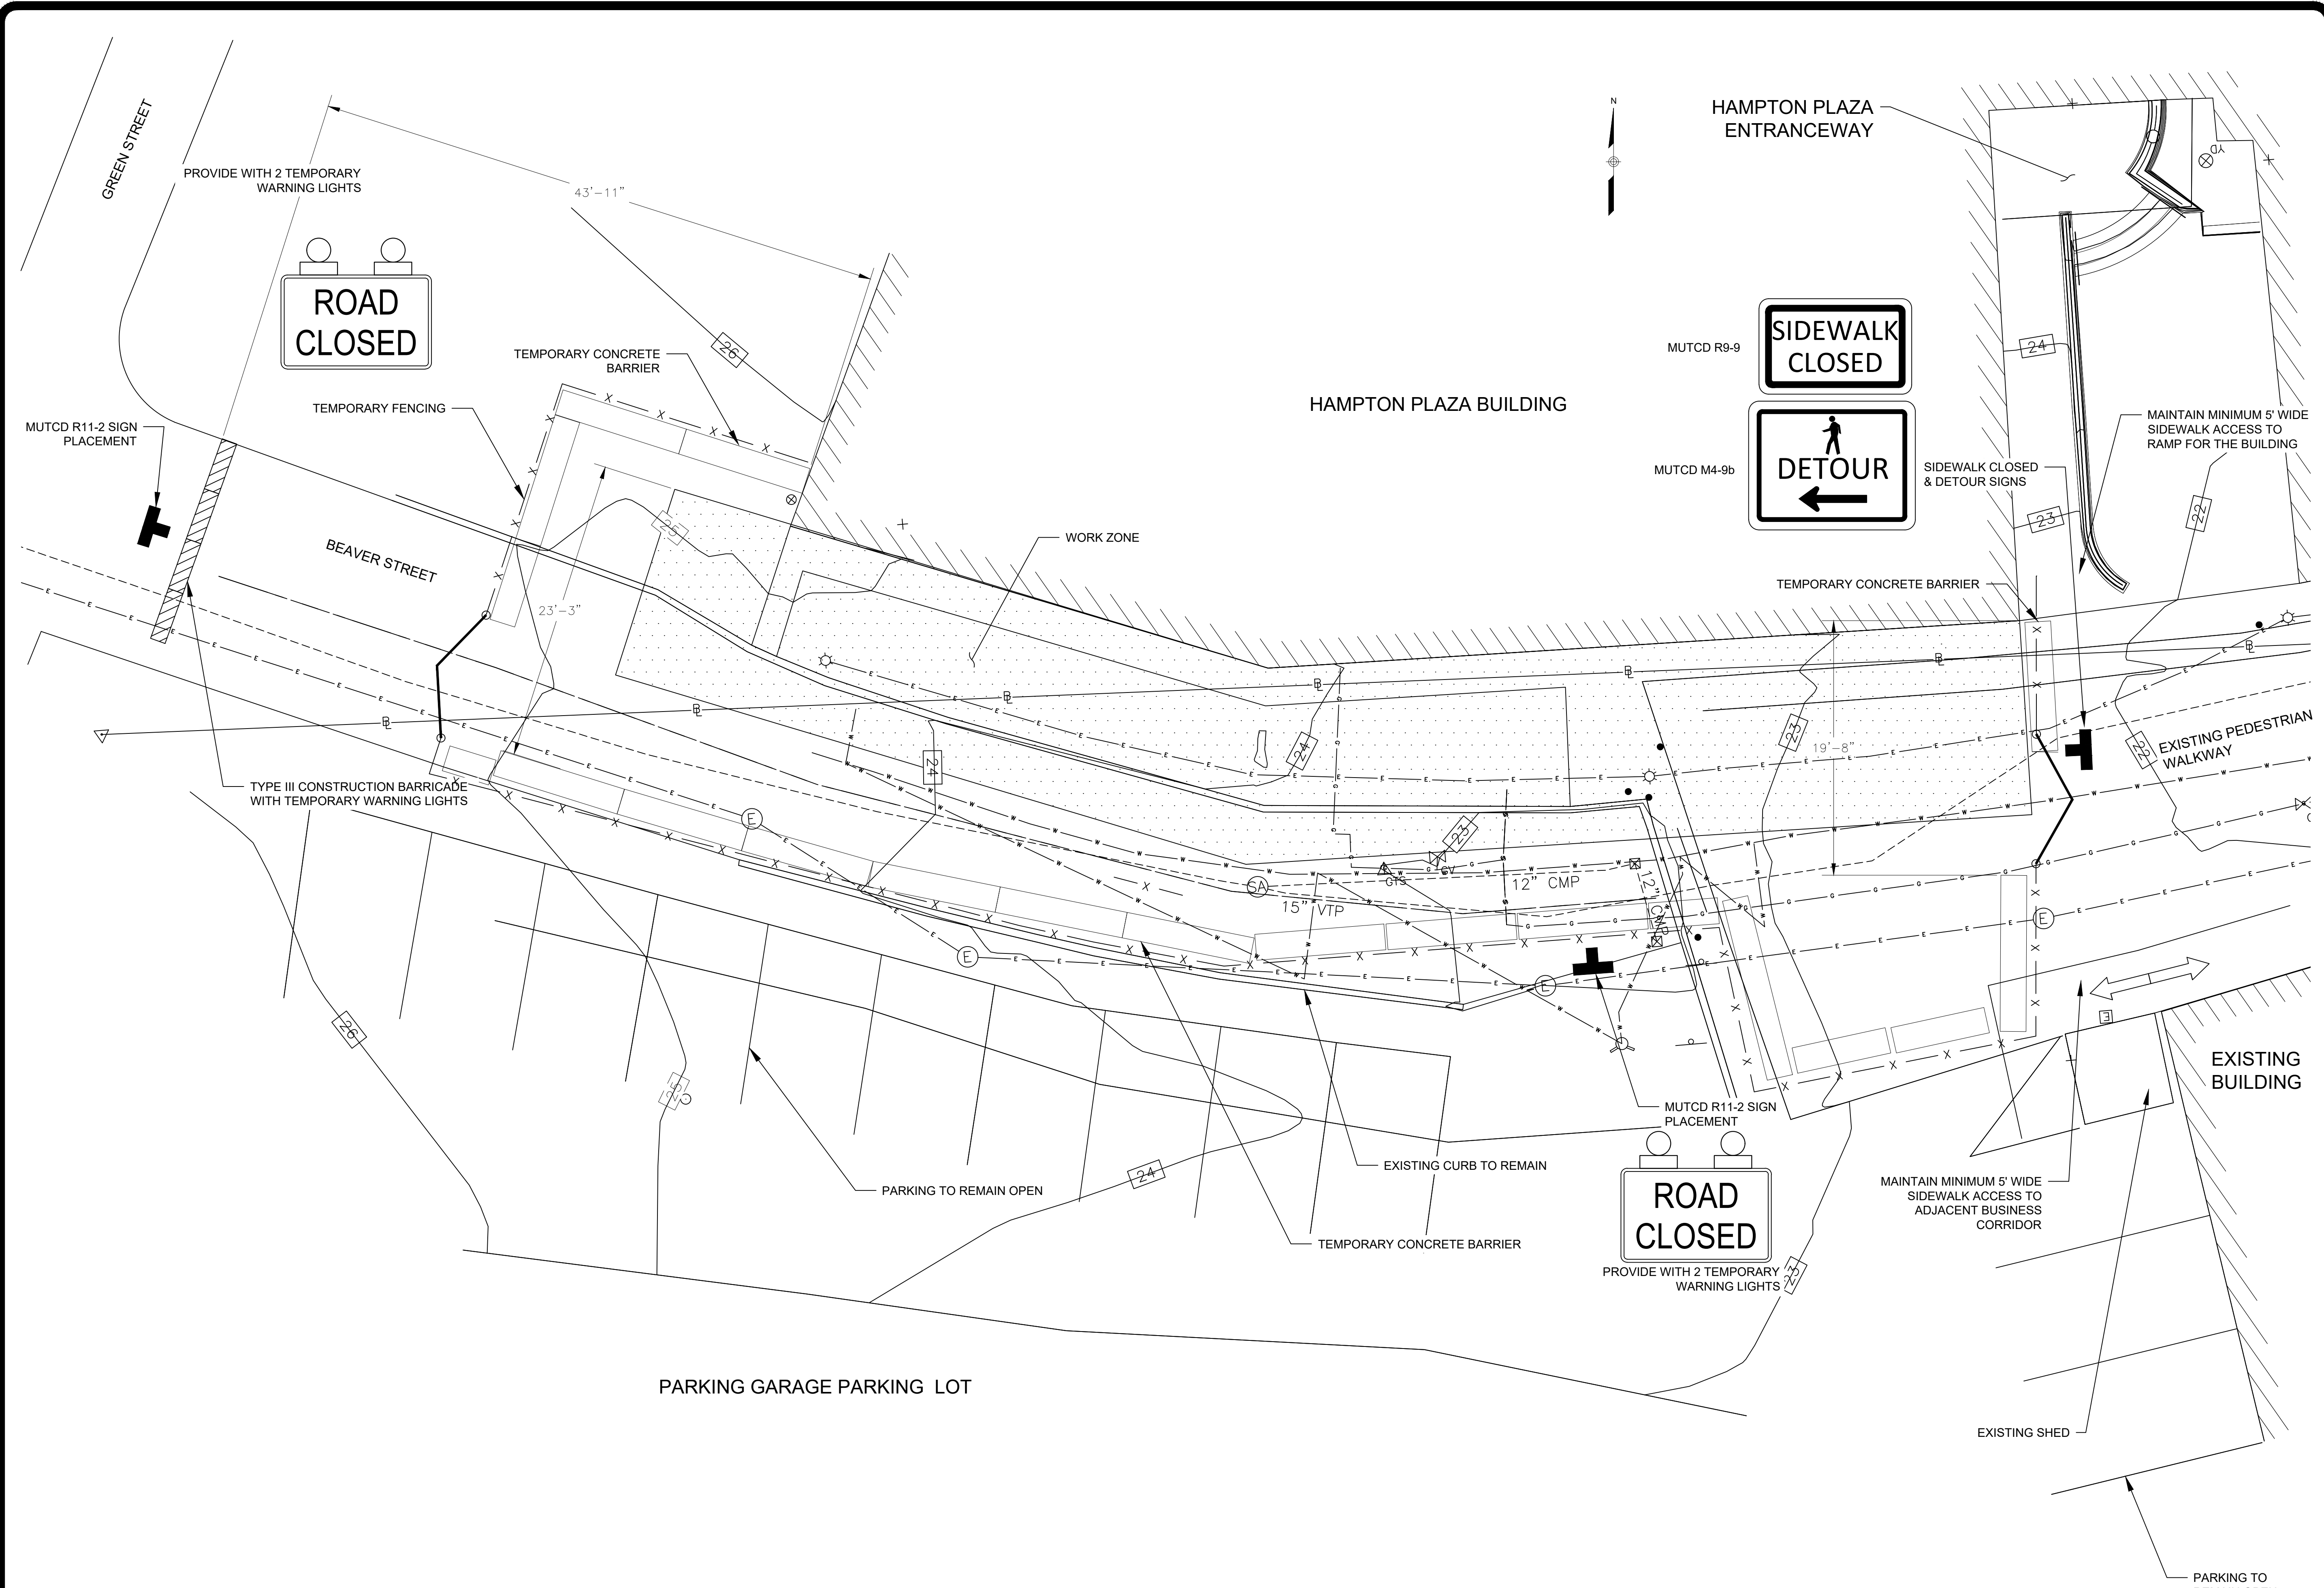 GREEN STREET
PROVIDE WITH 2 TEMPORARY
WARNING LIGHTS
43'-11"
N
HAMPTON PLAZA
ENTRANCEWAY
YD
ROAD
CLOSED
TEMPORARY CONCRETE
BARRIER
26
TEMPORARY FENCING
MUTCD R11-2 SIGN
PLACEMENT
HAMPTON PLAZA BUILDING
MUTCD R9-9
SIDEWALK
CLOSED
MUTCD M4-9b
DETOUR
SIDEWALK CLOSED
& DETOUR SIGNS
24
23
22
MAINTAIN MINIMUM 5' WIDE
SIDEWALK ACCESS TO
RAMP FOR THE BUILDING
BEAVER STREET
25
WORK ZONE
TEMPORARY CONCRETE BARRIER
23'-3"
24
24
23
23
19'-8"
22
EXISTING PEDESTRIAN
WALKWAY
TYPE III CONSTRUCTION BARRICADE
WITH TEMPORARY WARNING LIGHTS
E
SA
GTS
GV
12" CMP
12" CMP
15" VTP
E
E
E
E
26
25
24
23
EXISTING
BUILDING
MUTCD R11-2 SIGN
PLACEMENT
ROAD
CLOSED
PROVIDE WITH 2 TEMPORARY
WARNING LIGHTS
EXISTING CURB TO REMAIN
PARKING TO REMAIN OPEN
TEMPORARY CONCRETE BARRIER
MAINTAIN MINIMUM 5' WIDE
SIDEWALK ACCESS TO
ADJACENT BUSINESS
CORRIDOR
PARKING GARAGE PARKING LOT
EXISTING SHED
PARKING TO